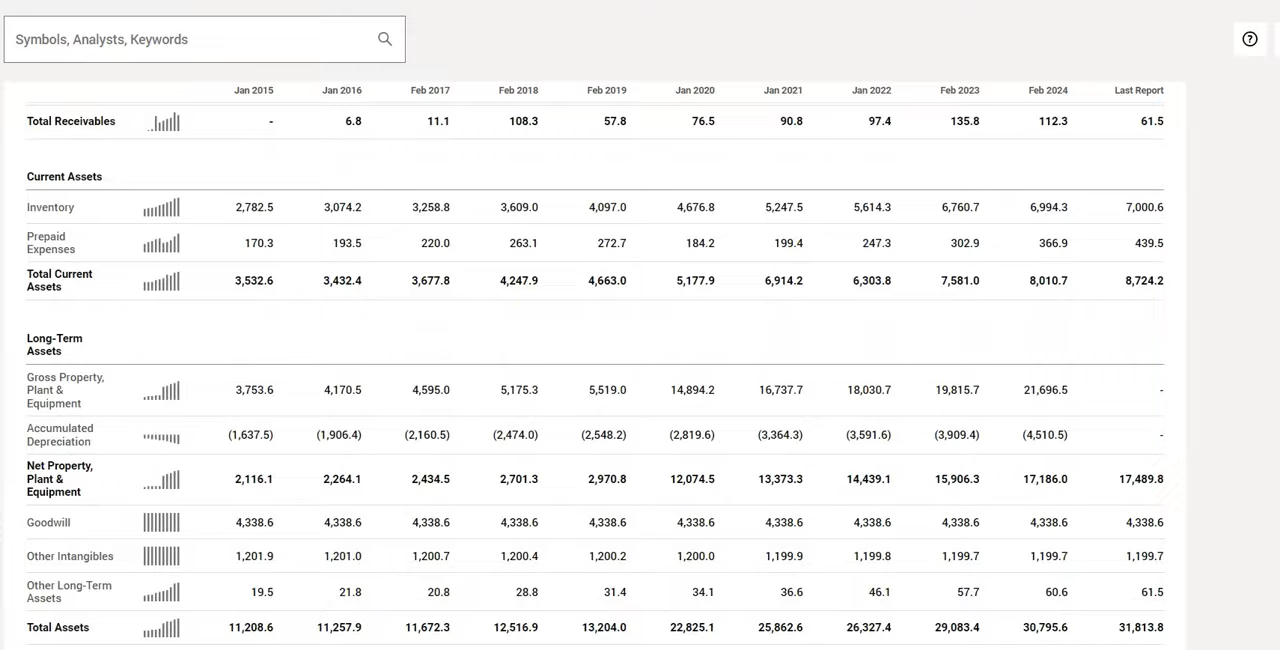 Symbols, Analysts, Keywords
Jan 2015 Jan 2016 Feb 2017 Feb 2018 Feb 2019 Jan 2020 Jan 2021 Jan 2022 Feb 2023 Feb 2024 Last Report
Total Receivables - 6.8 11.1 108.3 57.8 76.5 90.8 97.4 135.8 112.3 61.5
Current Assets
Inventory 2,782.5 3,074.2 3,258.8 3,609.0 4,097.0 4,676.8 5,247.5 5,614.3 6,760.7 6,994.3 7,000.6
Prepaid
Expenses 170.3 193.5 220.0 263.1 272.7 184.2 199.4 247.3 302.9 366.9 439.5
Total Current
Assets 3,532.6 3,432.4 3,677.8 4,247.9 4,663.0 5,177.9 6,914.2 6,303.8 7,581.0 8,010.7 8,724.2
Long-Term
Assets
Gross Property,
Plant & 3,753.6 4,170.5 4,595.0 5,175.3 5,519.0 14,894.2 16,737.7 18,030.7 19,815.7 21,696.5 -
Equipment
Accumulated
Depreciation (1,637.5) (1,906.4) (2,160.5) (2,474.0) (2,548.2) (2,819.6) (3,364.3) (3,591.6) (3,909.4) (4,510.5) -
Net Property,
Plant & 2,116.1 2,264.1 2,434.5 2,701.3 2,970.8 12,074.5 13,373.3 14,439.1 15,906.3 17,186.0 17,489.8
Equipment
Goodwill 4,338.6 4,338.6 4,338.6 4,338.6 4,338.6 4,338.6 4,338.6 4,338.6 4,338.6 4,338.6 4,338.6
Other Intangibles 1,201.9 1,201.0 1,200.7 1,200.4 1,200.2 1,200.0 1,199.9 1,199.8 1,199.7 1,199.7 1,199.7
Other Long-Term
Assets 19.5 21.8 20.8 28.8 31.4 34.1 36.6 46.1 57.7 60.6 61.5
Total Assets 11,208.6 11,257.9 11,672.3 12,516.9 13,204.0 22,825.1 25,862.6 26,327.4 29,083.4 30,795.6 31,813.8